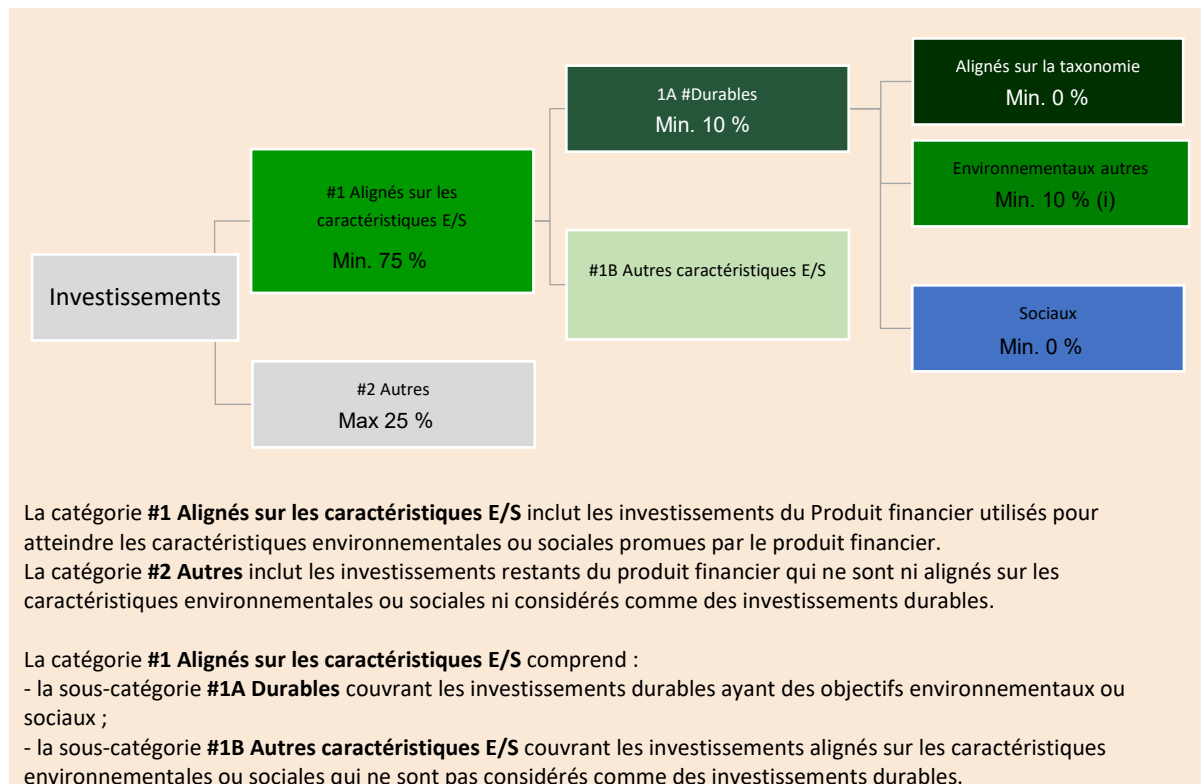 Alignés sur la taxonomie
Min. 0 %
1A #Durables
Min. 10 %
Environnementaux autres
Min. 10 % (i)
#1 Alignés sur les
caractéristiques E/S
Min. 75 %
#1B Autres caractéristiques E/S
Investissements
Sociaux
Min. 0 %
#2 Autres
Max 25 %
La catégorie #1 Alignés sur les caractéristiques E/S inclut les investissements du Produit financier utilisés pour
atteindre les caractéristiques environnementales ou sociales promues par le produit financier.
La catégorie #2 Autres inclut les investissements restants du produit financier qui ne sont ni alignés sur les
caractéristiques environnementales ou sociales ni considérés comme des investissements durables.
La catégorie #1 Alignés sur les caractéristiques E/S comprend :
- la sous-catégorie #1A Durables couvrant les investissements durables ayant des objectifs environnementaux ou
sociaux ;
- la sous-catégorie #1B Autres caractéristiques E/S couvrant les investissements alignés sur les caractéristiques
environnementales ou sociales qui ne sont pas considérés comme des investissements durables.